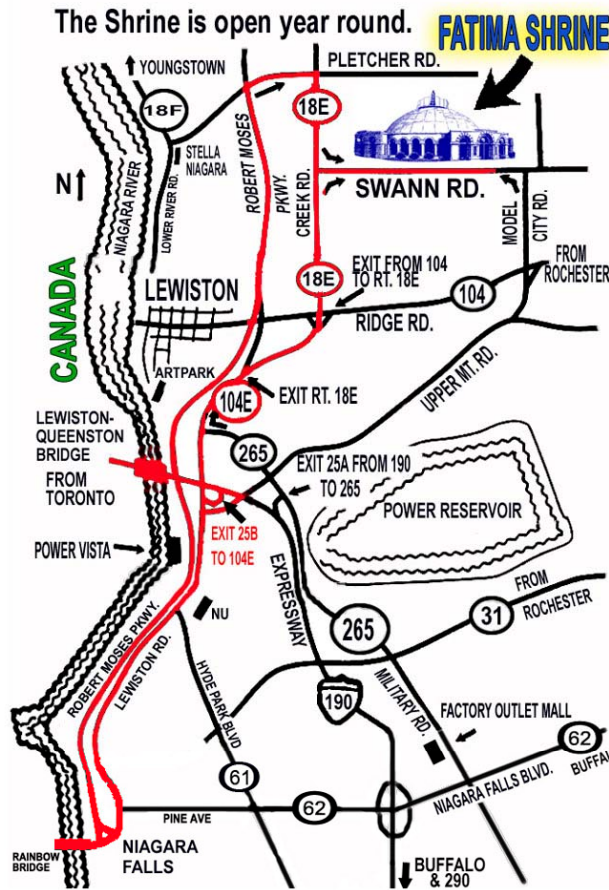 The Shrine is open year round.
FATIMA SHRINE
YOUNGSTOWN
PLETCHER RD.
18F
18E
STELLA
NIAGARA
ROBERT MOSES
PKWY.
CREEK RD.
N
NIAGARA RIVER
LOWER RIVER RD.
SWANN RD.
MODEL
CITY RD.
CANADA
18E
EXIT FROM 104
TO RT. 18E
FROM
ROCHESTER
LEWISTON
104
RIDGE RD.
ARTPARK
UPPER MT. RD.
104E
EXIT RT. 18E
LEWISTON-
QUEENSTON
BRIDGE
FROM
TORONTO
265
EXIT 25A FROM 190
TO 265
POWER RESERVOIR
EXIT 25B
TO 104E
POWER VISTA
EXPRESSWAY
FROM
ROCHESTER
NU
31
265
ROBERT MOSES PKWY.
LEWISTON RD.
HYDE PARK BLVD
190
MILITARY RD.
FACTORY OUTLET MALL
62
61
NIAGARA FALLS BLVD.
BUFFAL
PINE AVE
62
RAINBOW
BRIDGE
NIAGARA
FALLS
BUFFALO
& 290